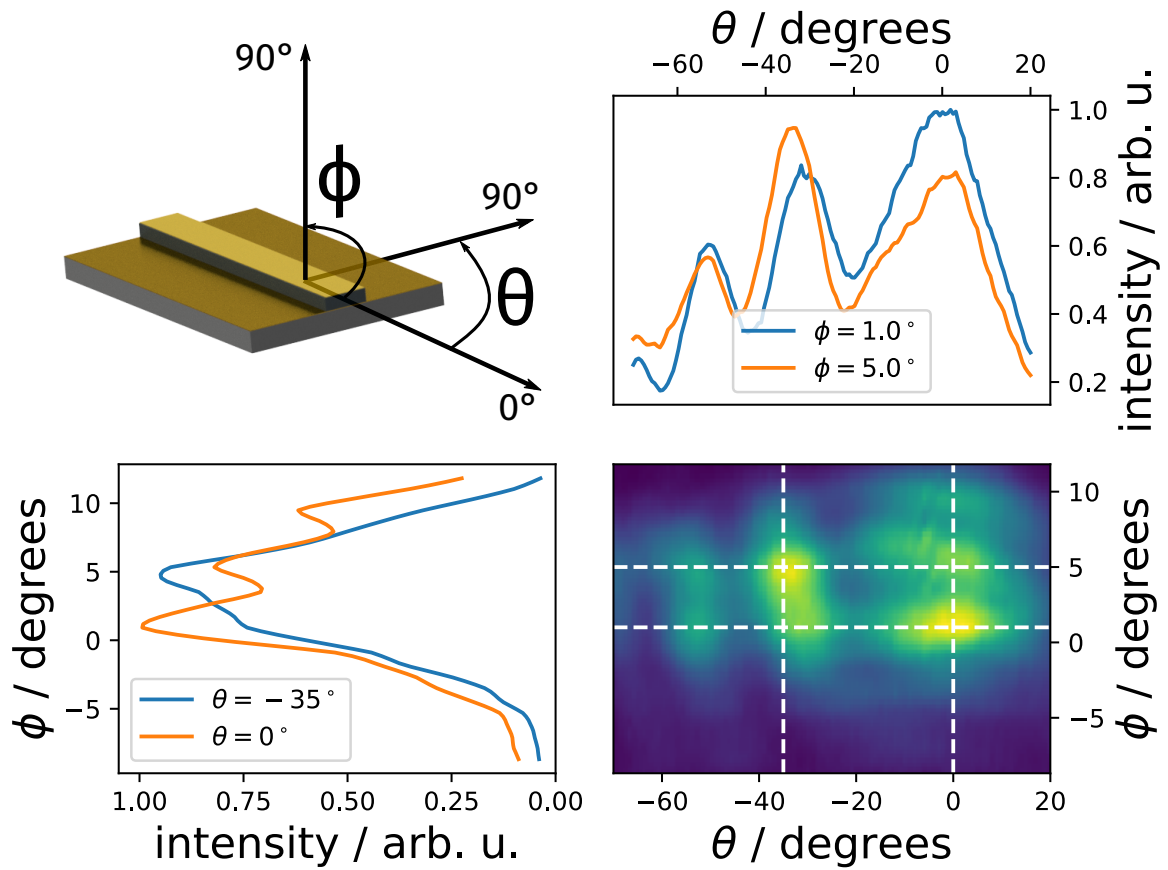 90°
ϕ
90°
θ
0°
θ / degrees
−60 −40 −20 0 20
1.0
0.8
0.6
0.4
0.2
intensity / arb. u.
ϕ = 1.0°
ϕ = 5.0°
ϕ / degrees
10
5
0
−5
θ = −35°
θ = 0°
1.00 0.75 0.50 0.25 0.00
intensity / arb. u.
10
5
0
−5
ϕ / degrees
−60 −40 −20 0 20
θ / degrees